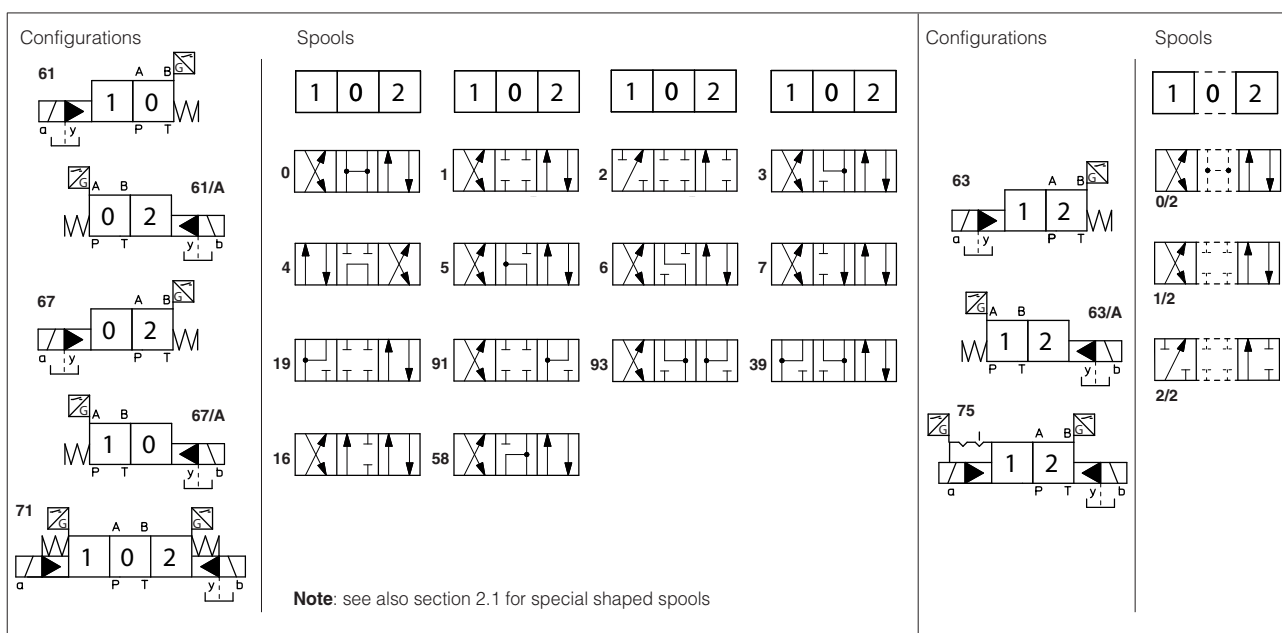 Configurations
Spools
Configurations
Spools
61
A B
G
1 0
a y
P T
G
A B
61/A
0 2
P T
y b
67
A B
G
0 2
a y
P T
G
A B
67/A
1 0
P T
y b
71
G
A B
G
1 0 2
a
P T
y b
1 0 2
1 0 2
1 0 2
1 0 2
0
1
2
3
4
5
6
7
19
91
93
39
16
58
Note: see also section 2.1 for special shaped spools
63
A B
G
1 2
a y
P T
G
A B
63/A
1 2
P T
y b
75
G
A B
G
1 2
a
P T
y b
1 0 2
0/2
1/2
2/2